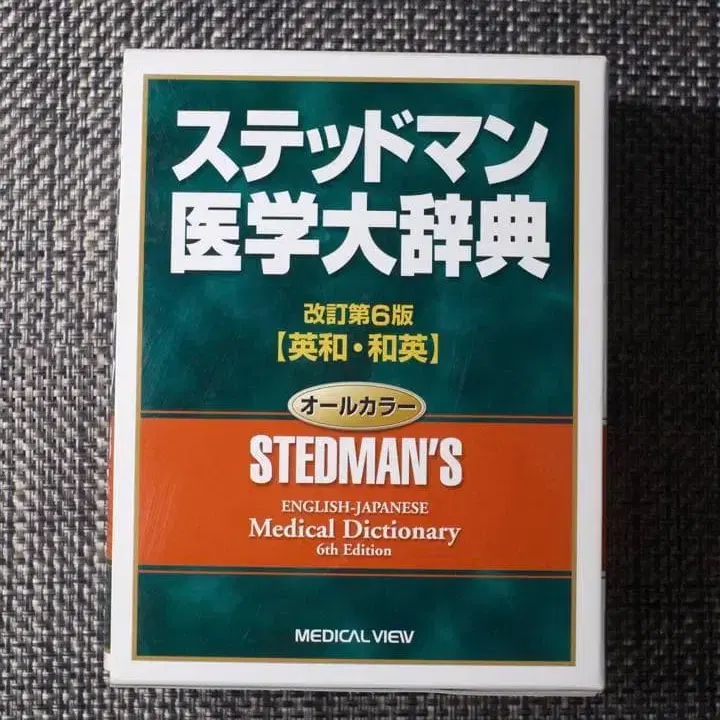 ステッドマン
医学大辞典
改訂第6版
【英和・和英】
オールカラー
STEDMAN'S
ENGLISH-JAPANESE
Medical Dictionary
6th Edition
MEDICAL VIEW